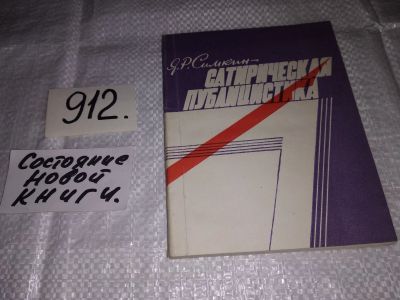 912.
Состояние
новой
книги.
Я.Р. Симкин
САТИРИЧЕСКАЯ
ПУБЛИЦИСТИКА